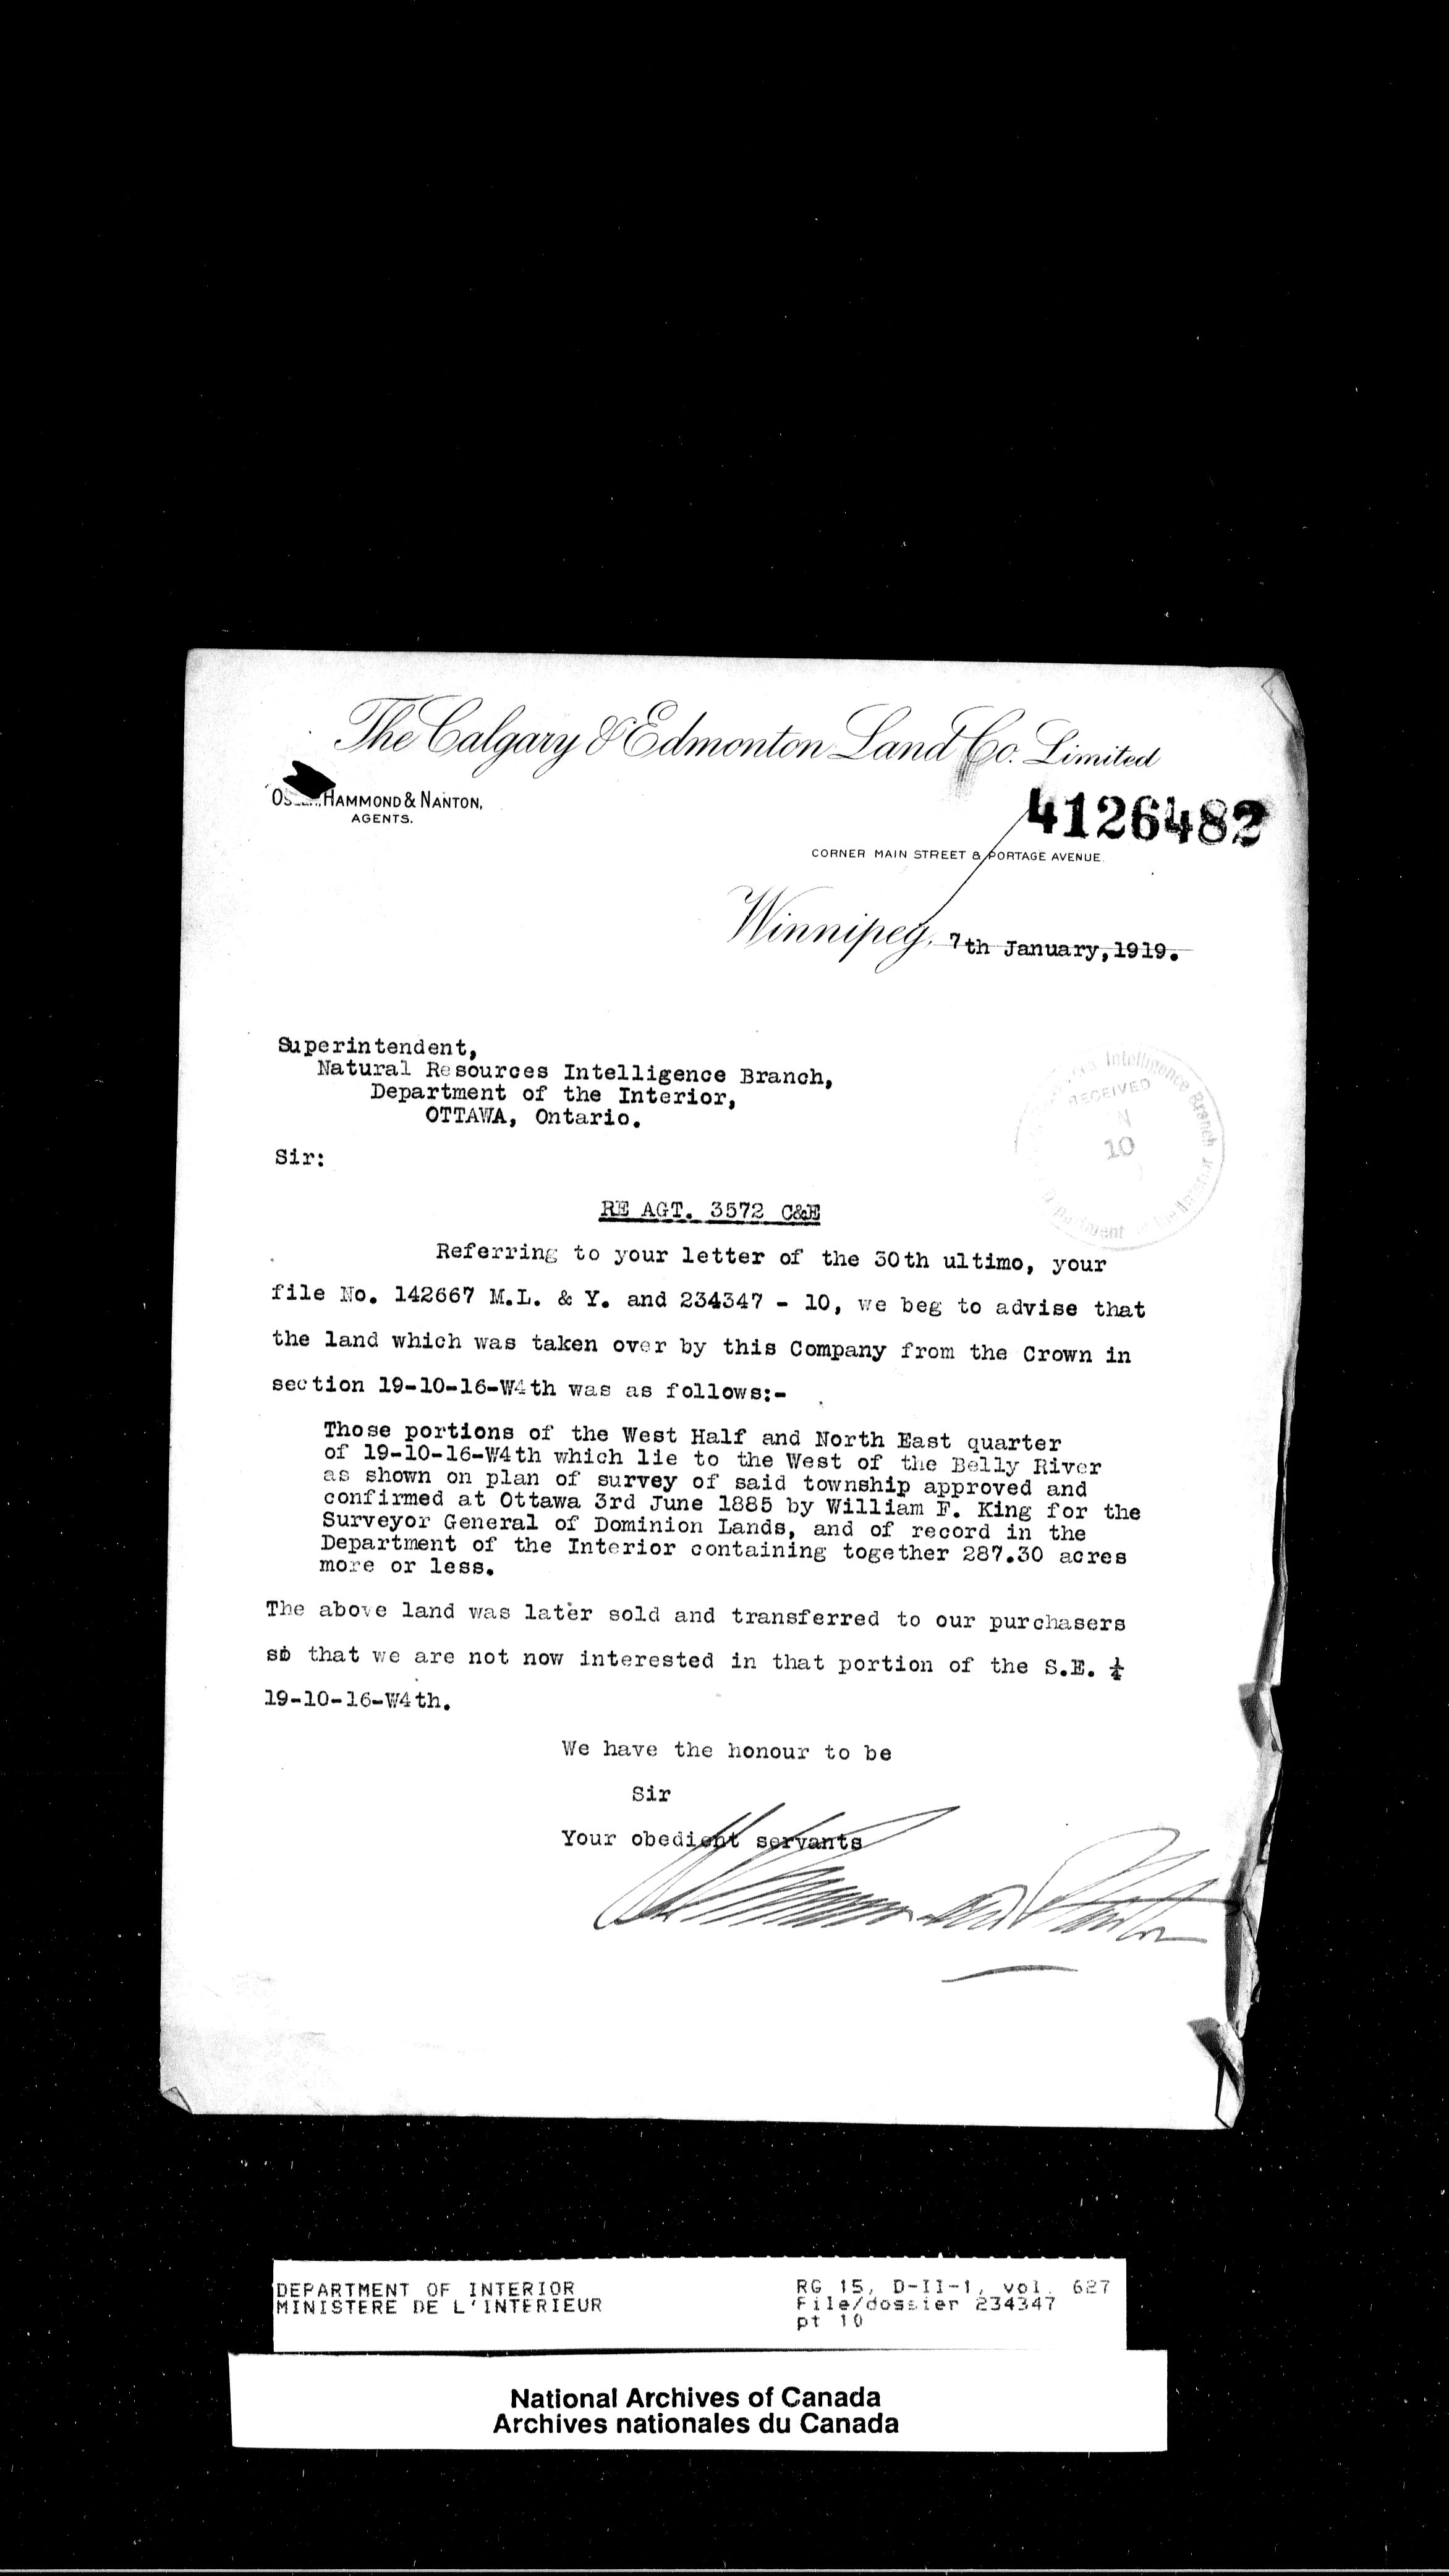 The Calgary & Edmonton Land Co. Limited
Hammond & Nanton,
AGENTS.
4126482
CORNER MAIN STREET & PORTAGE AVENUE.
Winnipeg, 7th January, 1919.
Superintendent,
Natural Resources Intelligence Branch,
Department of the Interior,
OTTAWA, Ontario.
Intelligence Branch
RECEIVED
10
Department of the Interior
Sir:
RE AGT. 3572 C&E
Referring to your letter of the 30th ultimo, your
file No. 142667 M.L. & Y. and 234347 - 10, we beg to advise that
the land which was taken over by this Company from the Crown in
section 19-10-16-W4th was as follows:-
Those portions of the West Half and North East quarter
of 19-10-16-W4th which lie to the West of the Belly River
as shown on plan of survey of said township approved and
confirmed at Ottawa 3rd June 1885 by William F. King for the
Surveyor General of Dominion Lands, and of record in the
Department of the Interior containing together 287.30 acres
more or less.
The above land was later sold and transferred to our purchasers
so that we are not now interested in that portion of the S.E. ¼
19-10-16-W4th.
We have the honour to be
Sir
Your obedient servants
DEPARTMENT OF INTERIOR
MINISTERE DE L'INTERIEUR
RG 15, D-II-1, vol. 627
File/dossier 234347
pt 10
National Archives of Canada
Archives nationales du Canada